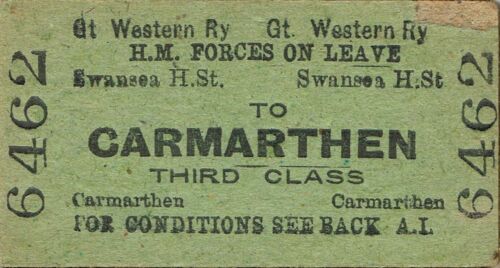 Gt Western Ry Gt. Western Ry
H.M. FORCES ON LEAVE
Swansea H.St. Swansea H.St
TO
CARMARTHEN
THIRD CLASS
Carmarthen Carmarthen
FOR CONDITIONS SEE BACK A.L
6462
6462